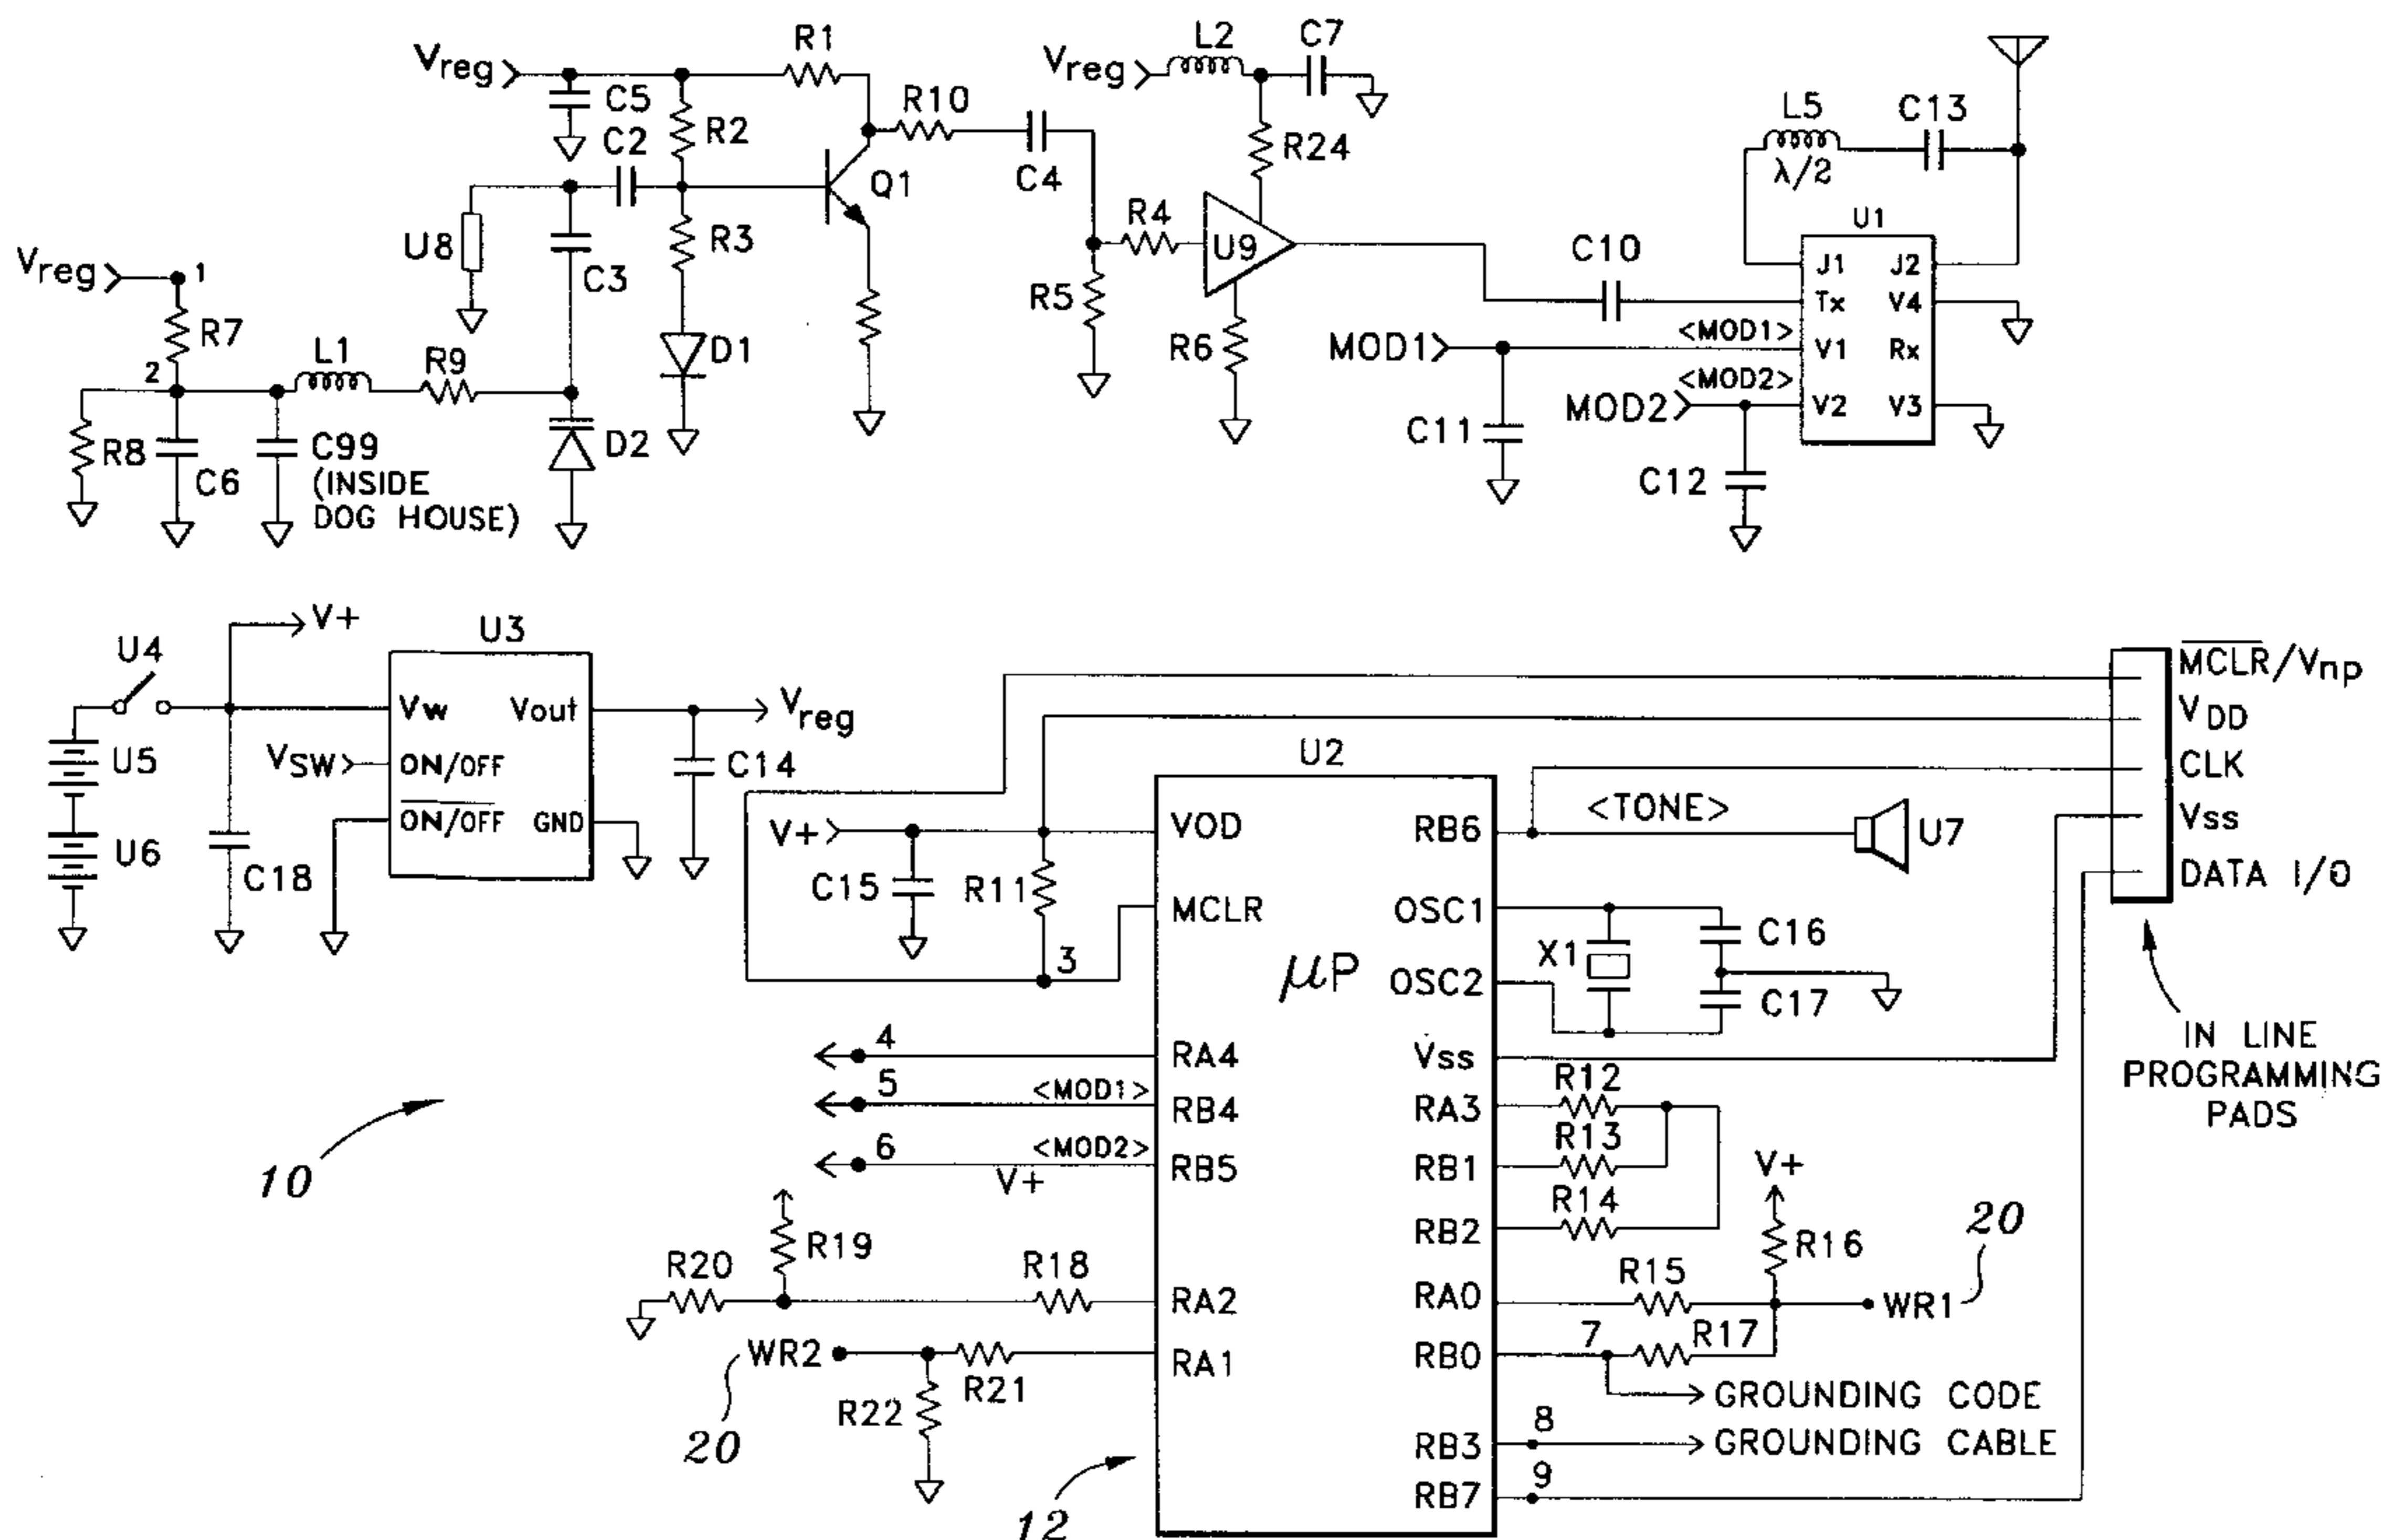 Vreg
R1
C5
R2
C2
R10
C4
Q1
U8
C3
R3
D1
Vreg
1
R7
2
L1
R9
R8
C6
C99
(INSIDE
DOG HOUSE)
D2
Vreg
L2
C7
R24
R4
U9
R5
R6
L5
λ/2
C13
U1
J1
J2
Tx
V4
V1
Rx
V2
V3
C10
MOD1
<MOD1>
MOD2
<MOD2>
C11
C12
V+
U4
U3
Vw
Vout
Vreg
VSW
ON/OFF
ON/OFF
GND
U5
U6
C18
C14
U2
μP
V+
C15
R11
3
VOD
MCLR
4
RA4
5
<MOD1>
RB4
6
<MOD2>
RB5
V+
R19
R20
R18
RA2
WR2
R21
RA1
R22
20
10
12
RB6
<TONE>
U7
OSC1
OSC2
X1
C16
C17
Vss
R12
RA3
R13
RB1
R14
RB2
V+
R16
R15
RA0
WR1
20
7
R17
RB0
GROUNDING CODE
8
RB3
GROUNDING CABLE
9
RB7
MCLR/Vnp
VDD
CLK
Vss
DATA I/O
IN LINE
PROGRAMMING
PADS